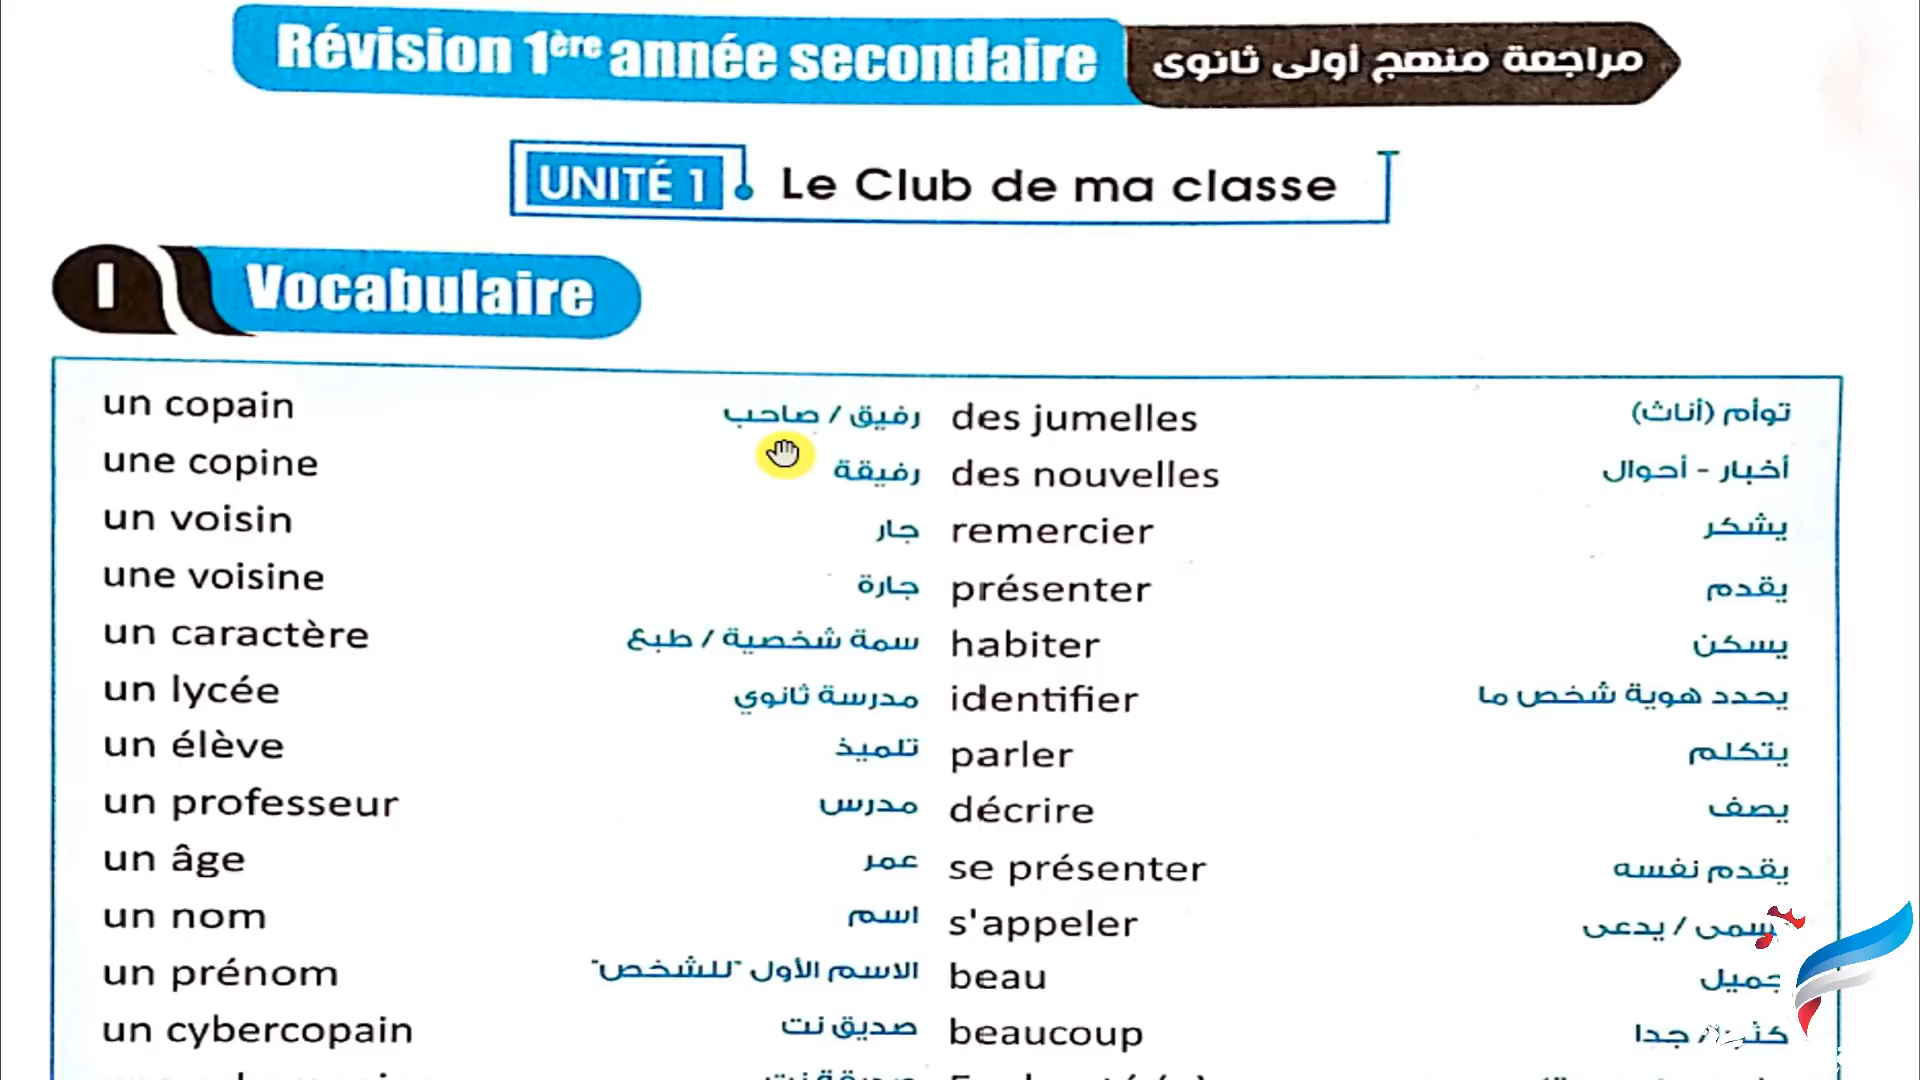 Révision 1ère année secondaire مراجعة منهج أولى ثانوى
UNITÉ 1 Le Club de ma classe
I Vocabulaire
un copain رفيق / صاحب des jumelles توأم (أناث)
une copine رفيقة des nouvelles أخبار - أحوال
un voisin جار remercier يشكر
une voisine جارة présenter يقدم
un caractère سمة شخصية / طبع habiter يسكن
un lycée مدرسة ثانوي identifier يحدد هوية شخص ما
un élève تلميذ parler يتكلم
un professeur مدرس décrire يصف
un âge عمر se présenter يقدم نفسه
un nom اسم s'appeler يسمى / يدعى
un prénom الاسم الأول "للشخص" beau جميل
un cybercopain صديق نت beaucoup كثيرا / جدا